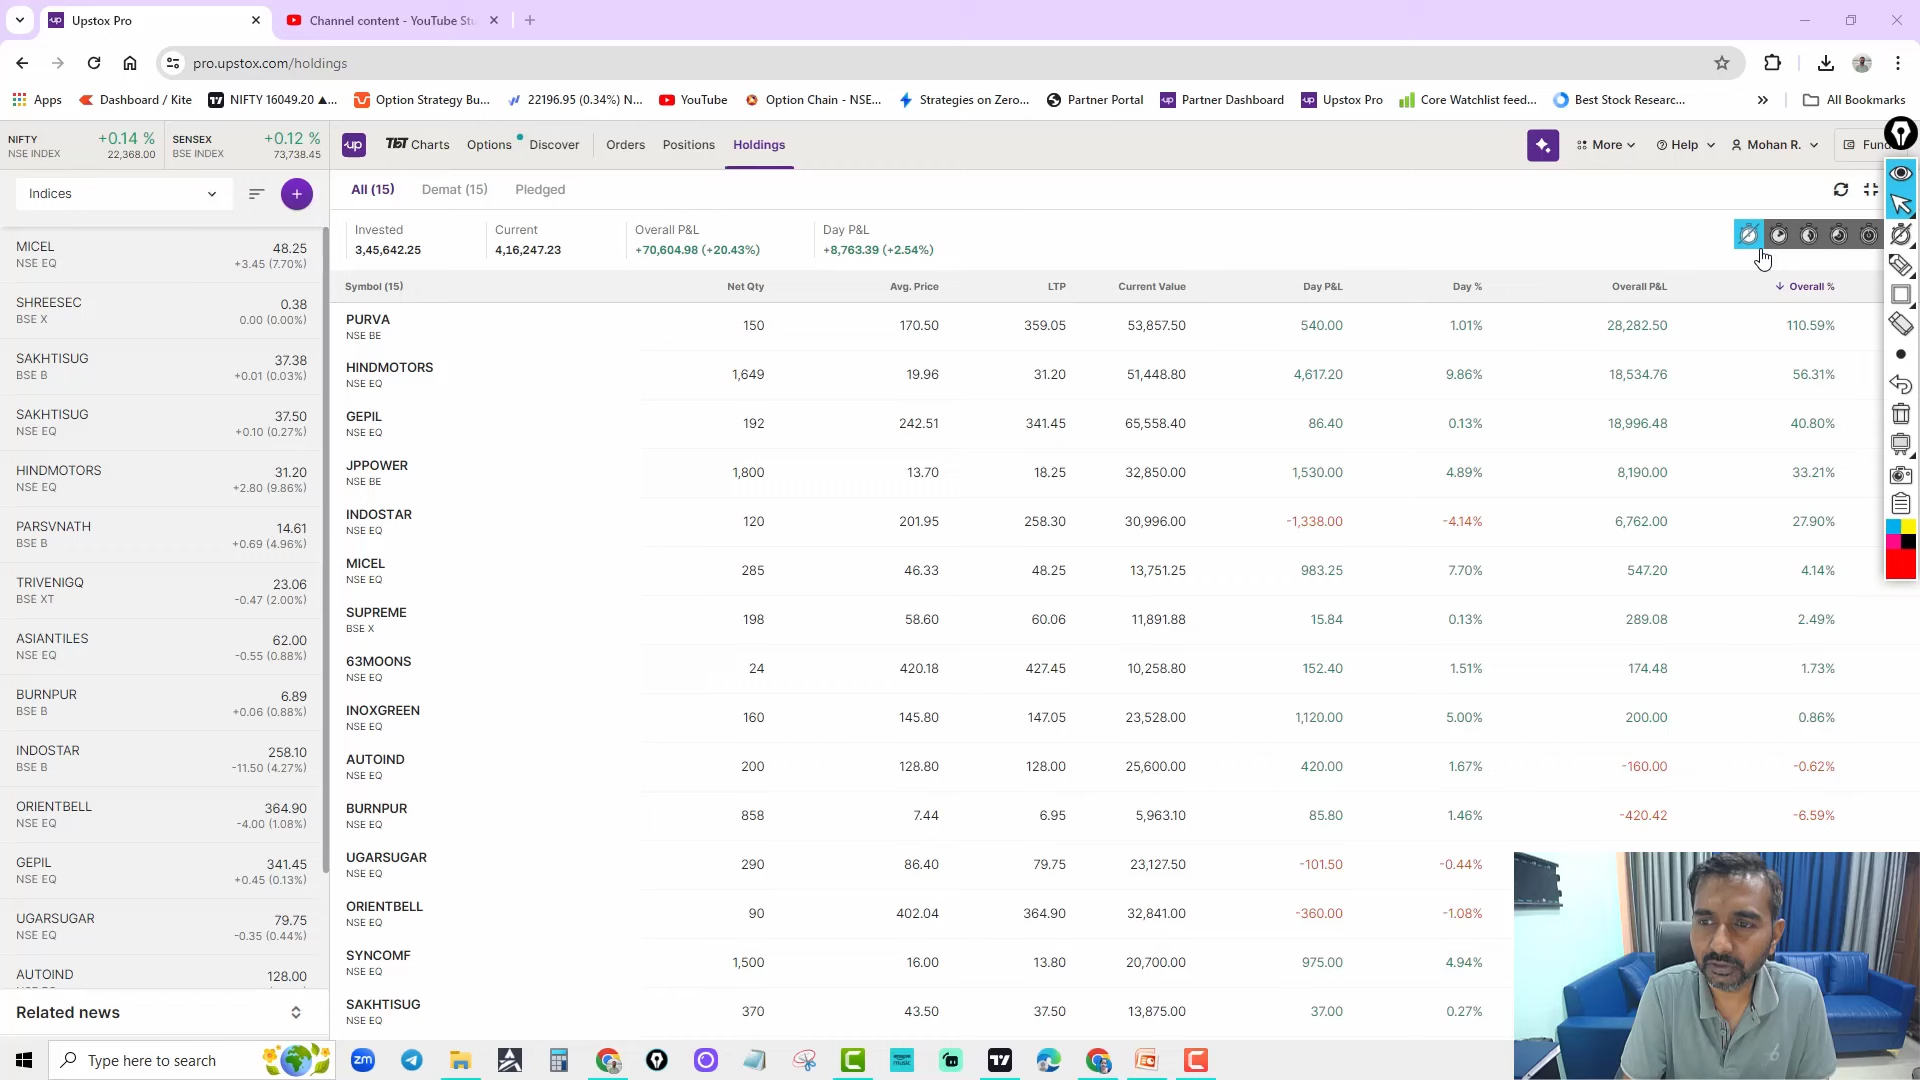 Upstox Pro
Channel content - YouTube Stu
pro.upstox.com/holdings
Apps
Dashboard / Kite
NIFTY 16049.20 ▲...
Option Strategy Bu...
22196.95 (0.34%) N...
YouTube
Option Chain - NSE...
Strategies on Zero...
Partner Portal
Partner Dashboard
Upstox Pro
Core Watchlist feed...
Best Stock Researc...
All Bookmarks
NIFTY +0.14 %
NSE INDEX 22,368.00
SENSEX +0.12 %
BSE INDEX 73,738.45
up
TBT Charts
Options
Discover
Orders
Positions
Holdings
More
Help
Mohan R.
Indices
All (15)
Demat (15)
Pledged
Invested
3,45,642.25
Current
4,16,247.23
Overall P&L
+70,604.98 (+20.43%)
Day P&L
+8,763.39 (+2.54%)
MICEL 48.25
NSE EQ +3.45 (7.70%)
SHREESEC 0.38
BSE X 0.00 (0.00%)
SAKHTISUG 37.38
BSE B +0.01 (0.03%)
SAKHTISUG 37.50
NSE EQ +0.10 (0.27%)
HINDMOTORS 31.20
NSE EQ +2.80 (9.86%)
PARSVNATH 14.61
BSE B +0.69 (4.96%)
TRIVENIGQ 23.06
BSE XT -0.47 (2.00%)
ASIANTILES 62.00
NSE EQ -0.55 (0.88%)
BURNPUR 6.89
BSE B +0.06 (0.88%)
INDOSTAR 258.10
BSE B -11.50 (4.27%)
ORIENTBELL 364.90
NSE EQ -4.00 (1.08%)
GEPIL 341.45
NSE EQ +0.45 (0.13%)
UGARSUGAR 79.75
NSE EQ -0.35 (0.44%)
AUTOIND 128.00
Related news
Symbol (15) Net Qty Avg. Price LTP Current Value Day P&L Day % Overall P&L ↓ Overall %
PURVA 150 170.50 359.05 53,857.50 540.00 1.01% 28,282.50 110.59%
NSE BE
HINDMOTORS 1,649 19.96 31.20 51,448.80 4,617.20 9.86% 18,534.76 56.31%
NSE EQ
GEPIL 192 242.51 341.45 65,558.40 86.40 0.13% 18,996.48 40.80%
NSE EQ
JPPOWER 1,800 13.70 18.25 32,850.00 1,530.00 4.89% 8,190.00 33.21%
NSE BE
INDOSTAR 120 201.95 258.30 30,996.00 -1,338.00 -4.14% 6,762.00 27.90%
NSE EQ
MICEL 285 46.33 48.25 13,751.25 983.25 7.70% 547.20 4.14%
NSE EQ
SUPREME 198 58.60 60.06 11,891.88 15.84 0.13% 289.08 2.49%
BSE X
63MOONS 24 420.18 427.45 10,258.80 152.40 1.51% 174.48 1.73%
NSE EQ
INOXGREEN 160 145.80 147.05 23,528.00 1,120.00 5.00% 200.00 0.86%
NSE EQ
AUTOIND 200 128.80 128.00 25,600.00 420.00 1.67% -160.00 -0.62%
NSE EQ
BURNPUR 858 7.44 6.95 5,963.10 85.80 1.46% -420.42 -6.59%
NSE EQ
UGARSUGAR 290 86.40 79.75 23,127.50 -101.50 -0.44%
NSE EQ
ORIENTBELL 90 402.04 364.90 32,841.00 -360.00 -1.08%
NSE EQ
SYNCOMF 1,500 16.00 13.80 20,700.00 975.00 4.94%
NSE EQ
SAKHTISUG 370 43.50 37.50 13,875.00 37.00 0.27%
NSE EQ
Type here to search
zm